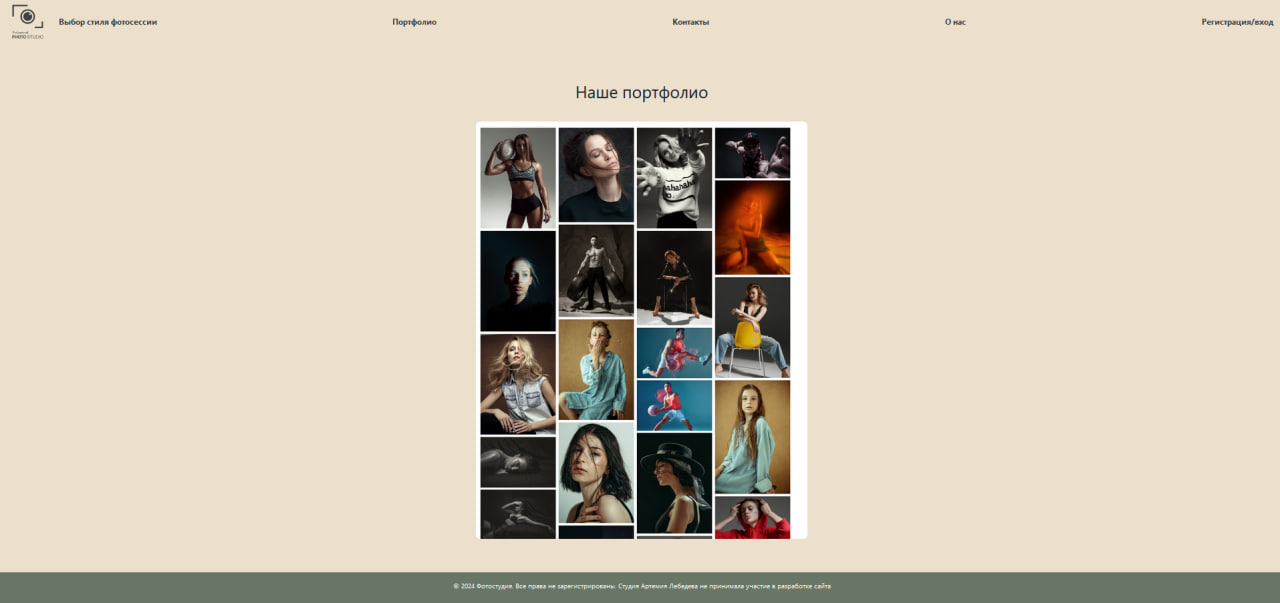 PHOTO STUDIO
Выбор стиля фотосессии
Портфолио
Контакты
О нас
Регистрация/вход
Наше портфолио
hahaha
© 2024 Фотостудия. Все права не зарегистрированы. Студия Артемия Лебедева не принимала участие в разработке сайта